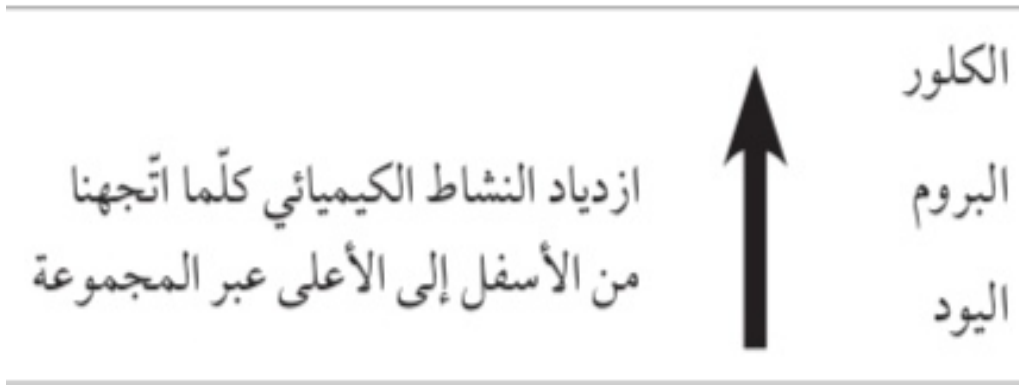 الكلور
البروم
اليود
ازدياد النشاط الكيميائي كلّما اتّجهنا
من الأسفل إلى الأعلى عبر المجموعة